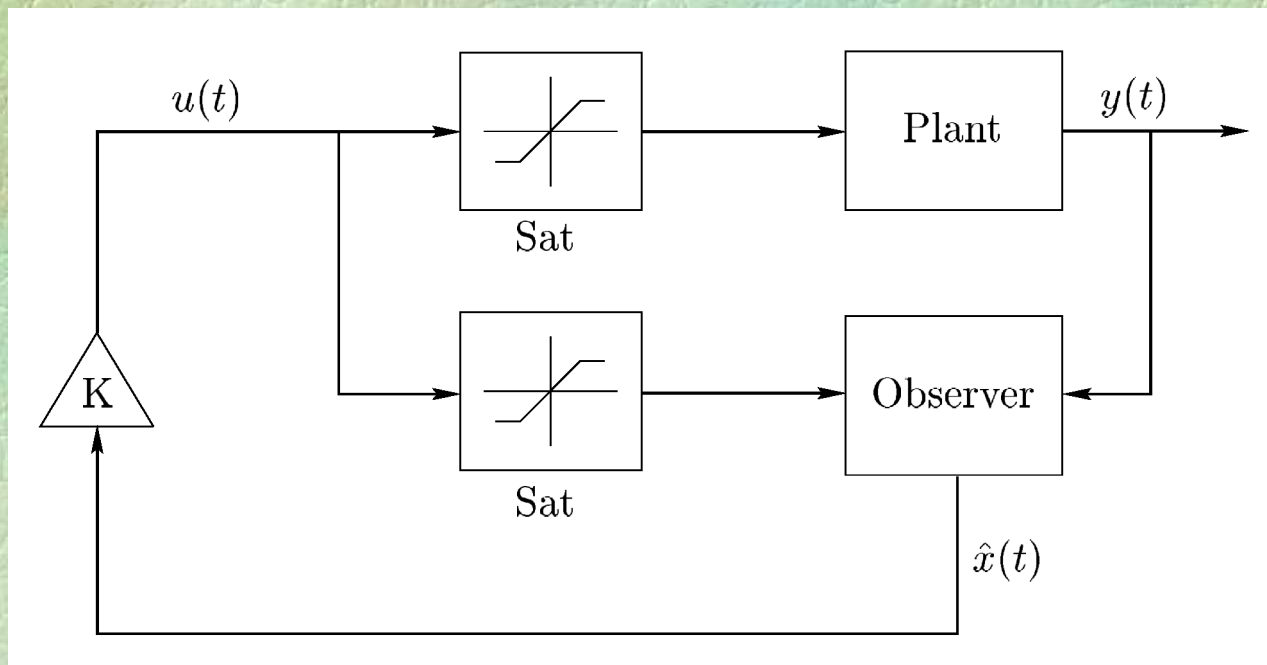 u(t)
y(t)
Plant
Sat
K
Observer
Sat
x̂(t)